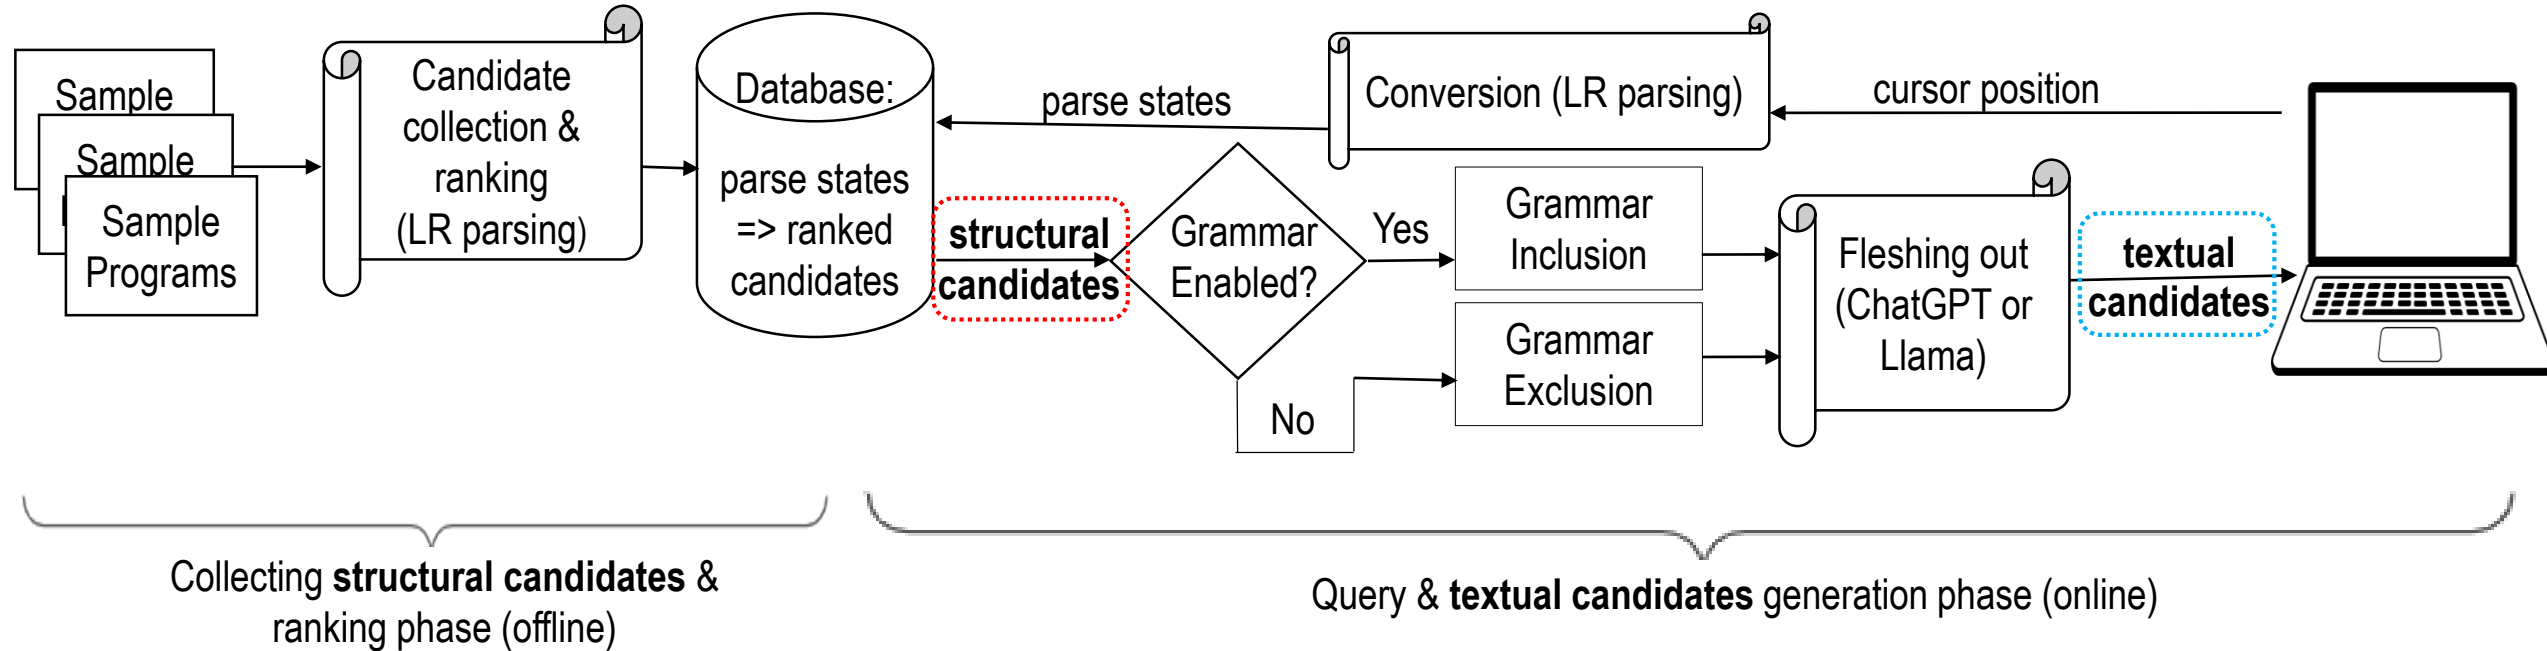 Sample
Sample
Sample
Programs
Candidate
collection &
ranking
(LR parsing)
Database:
parse states
=> ranked
candidates
parse states
Conversion (LR parsing)
cursor position
structural
candidates
Grammar
Enabled?
Yes
No
Grammar
Inclusion
Grammar
Exclusion
Fleshing out
(ChatGPT or
Llama)
textual
candidates
Collecting structural candidates &
ranking phase (offline)
Query & textual candidates generation phase (online)